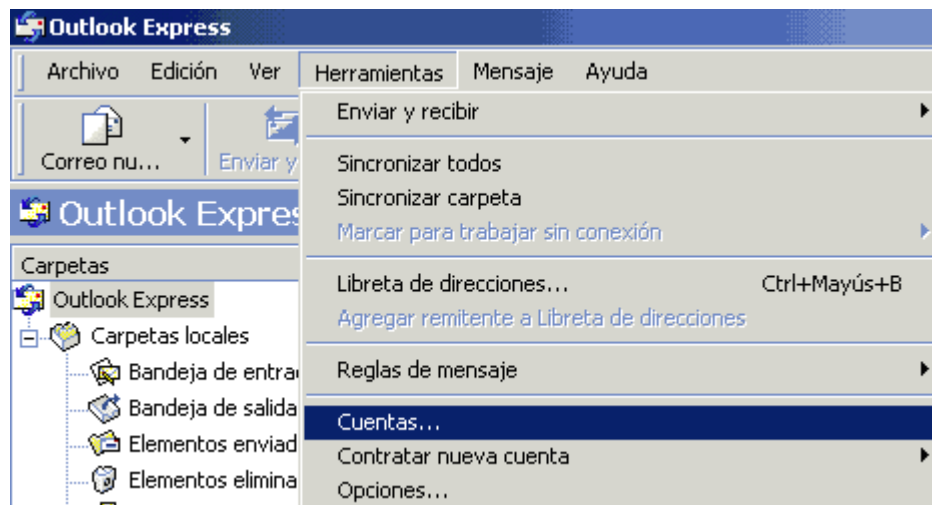 Outlook Express
Archivo Edición Ver Herramientas Mensaje Ayuda
Correo nu... Enviar y
Outlook Expres
Carpetas
Outlook Express
Carpetas locales
Bandeja de entra
Bandeja de salida
Elementos enviad
Elementos elimina
Enviar y recibir
Sincronizar todos
Sincronizar carpeta
Marcar para trabajar sin conexión
Libreta de direcciones... Ctrl+Mayús+B
Agregar remitente a Libreta de direcciones
Reglas de mensaje
Cuentas...
Contratar nueva cuenta
Opciones...